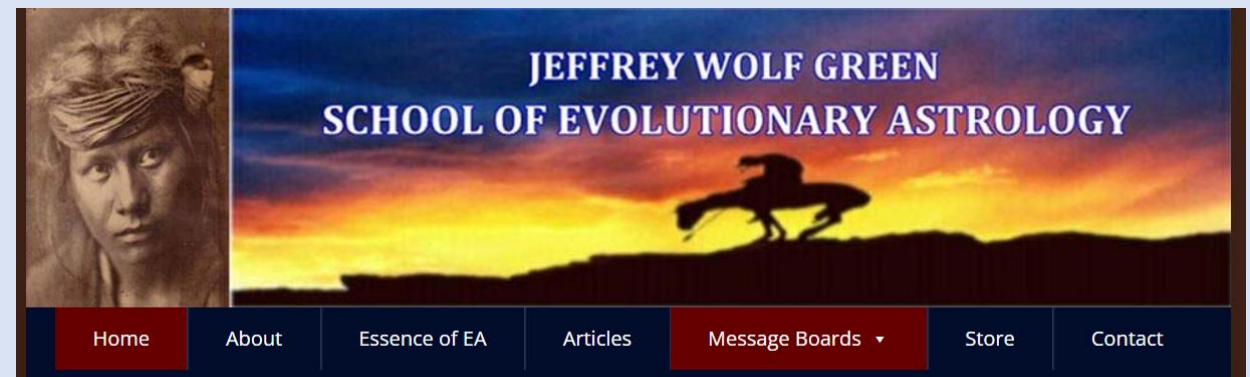 JEFFREY WOLF GREEN
SCHOOL OF EVOLUTIONARY ASTROLOGY
Home About Essence of EA Articles Message Boards ▾ Store Contact